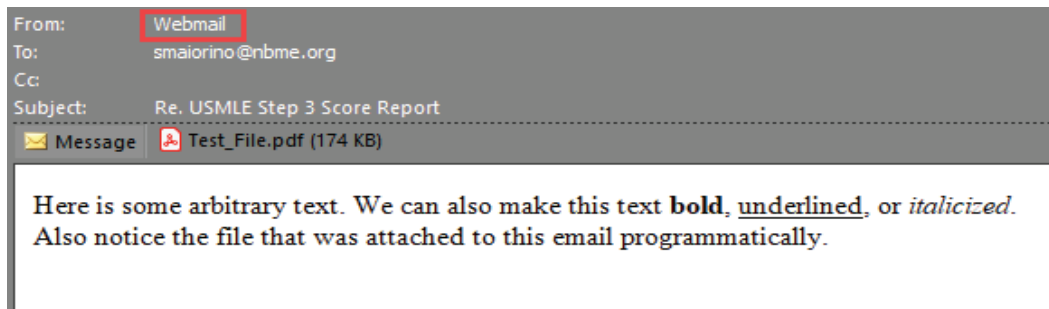 From: Webmail
To: smaiorino@nbme.org
Cc:
Subject: Re. USMLE Step 3 Score Report
Message Test_File.pdf (174 KB)
Here is some arbitrary text. We can also make this text bold, underlined, or italicized.
Also notice the file that was attached to this email programmatically.